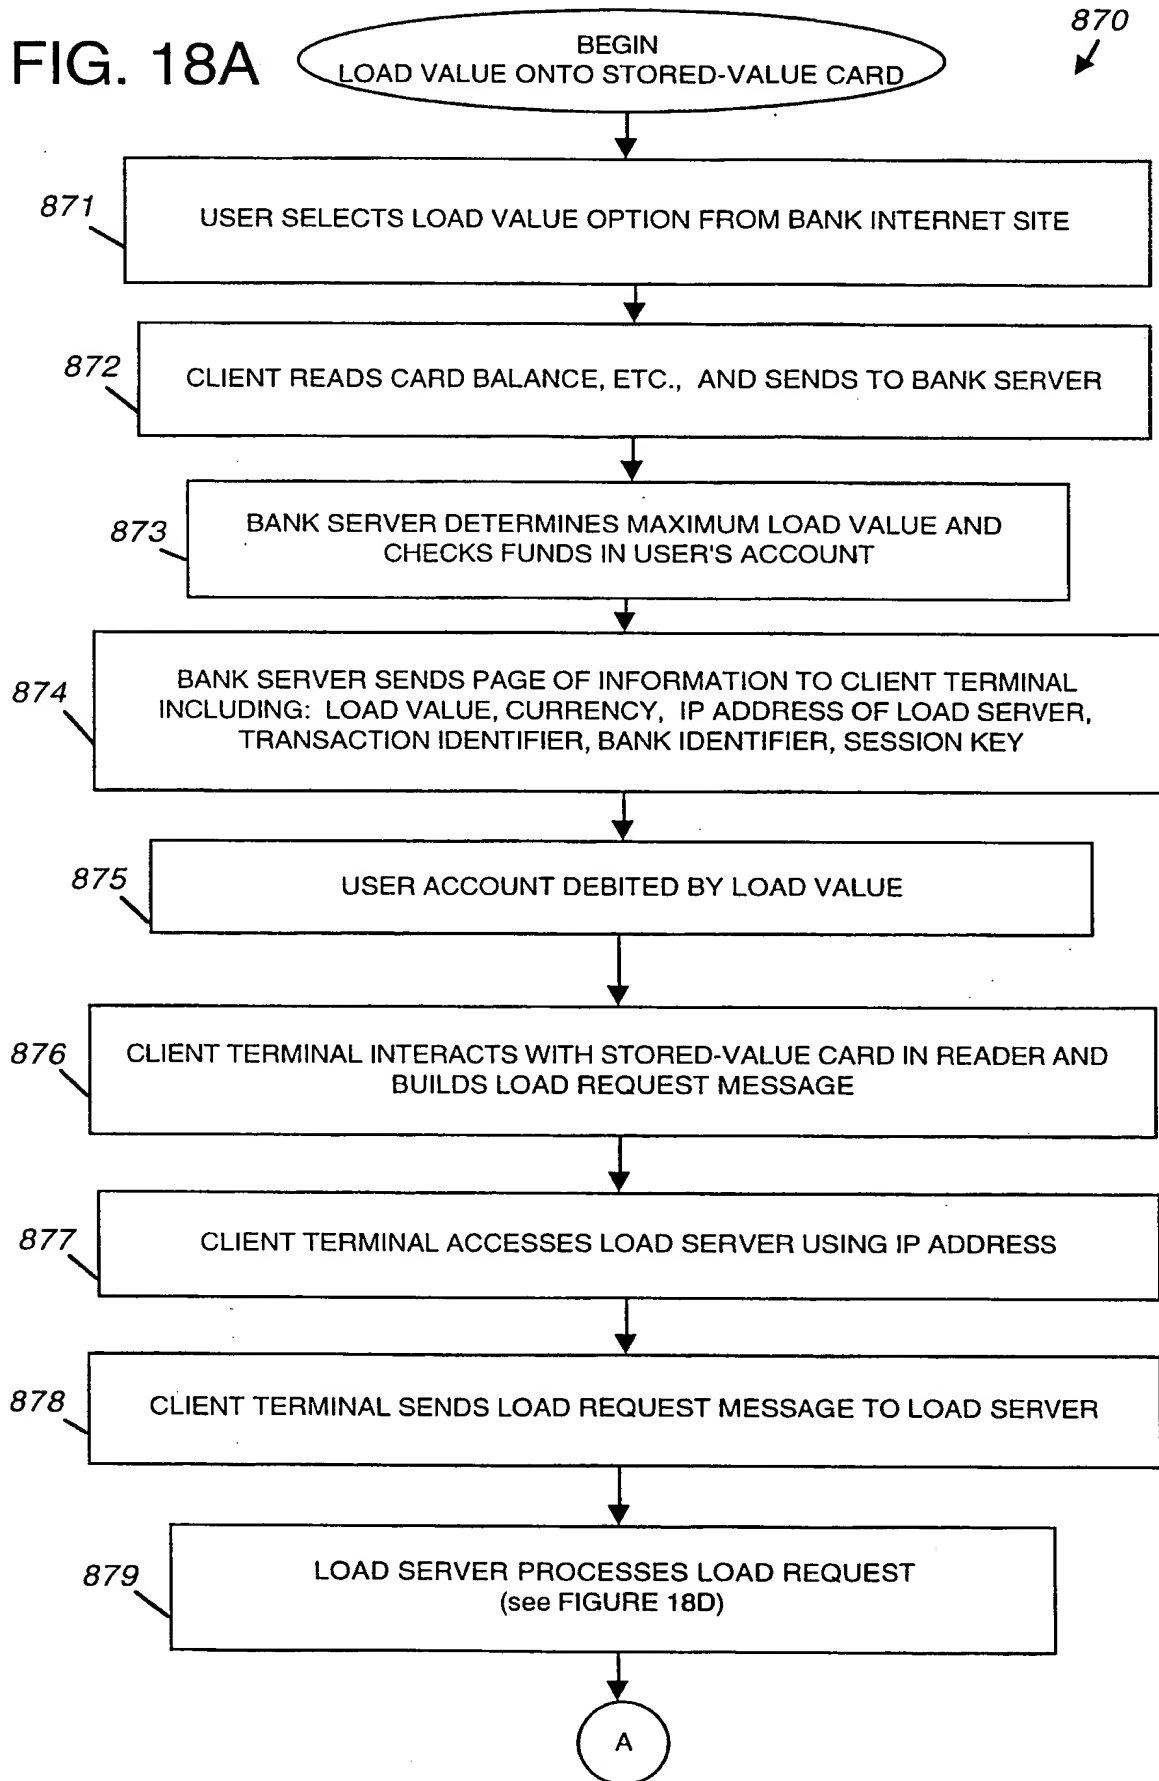 FIG. 18A
870
BEGIN
LOAD VALUE ONTO STORED-VALUE CARD
871
USER SELECTS LOAD VALUE OPTION FROM BANK INTERNET SITE
872
CLIENT READS CARD BALANCE, ETC., AND SENDS TO BANK SERVER
873
BANK SERVER DETERMINES MAXIMUM LOAD VALUE AND
CHECKS FUNDS IN USER'S ACCOUNT
874
BANK SERVER SENDS PAGE OF INFORMATION TO CLIENT TERMINAL
INCLUDING: LOAD VALUE, CURRENCY, IP ADDRESS OF LOAD SERVER,
TRANSACTION IDENTIFIER, BANK IDENTIFIER, SESSION KEY
875
USER ACCOUNT DEBITED BY LOAD VALUE
876
CLIENT TERMINAL INTERACTS WITH STORED-VALUE CARD IN READER AND
BUILDS LOAD REQUEST MESSAGE
877
CLIENT TERMINAL ACCESSES LOAD SERVER USING IP ADDRESS
878
CLIENT TERMINAL SENDS LOAD REQUEST MESSAGE TO LOAD SERVER
879
LOAD SERVER PROCESSES LOAD REQUEST
(see FIGURE 18D)
A